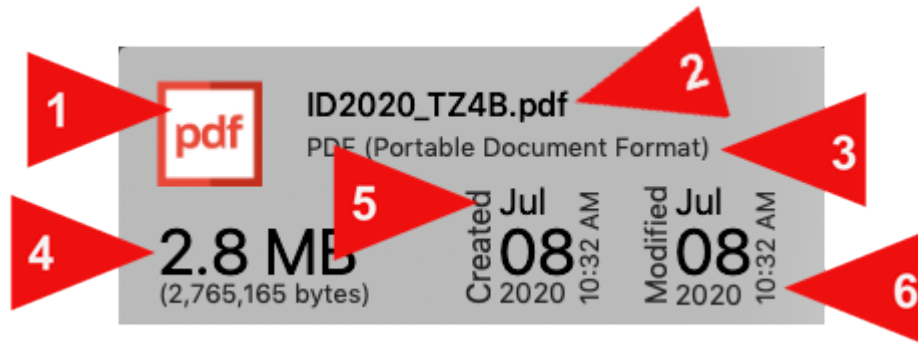 1
2
pdf
ID2020_TZ4B.pdf
PDF (Portable Document Format)
3
5
4
2.8 MB
(2,765,165 bytes)
Created
Jul
08
2020
10:32 AM
Modified
Jul
08
2020
10:32 AM
6